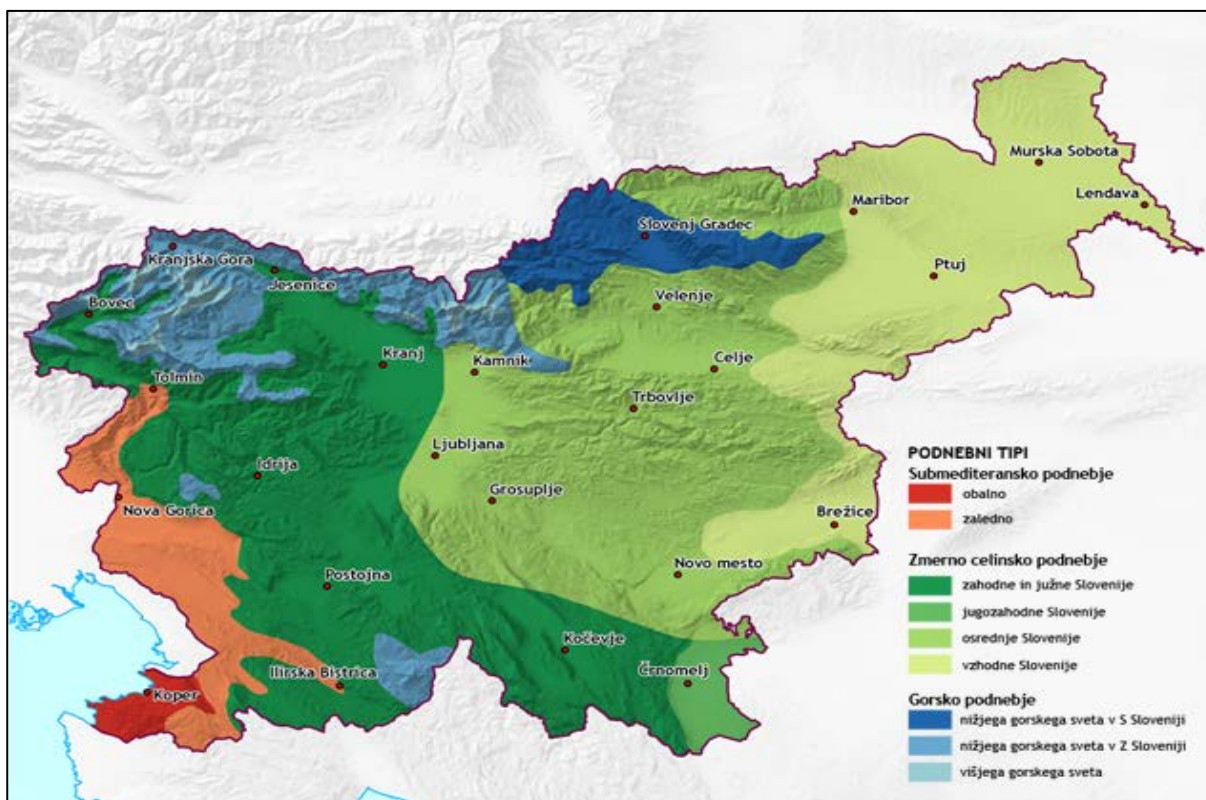 Murska Sobota
Lendava
Maribor
Slovenj Gradec
Kranjska Gora
Jesenice
Ptuj
Bovec
Velenje
Kranj
Kamnik
Celje
Tolmin
Trbovlje
Ljubljana
Idrija
Grosuplje
Nova Gorica
Brežice
Postojna
Novo mesto
Kočevje
Ilirska Bistrica
Črnomelj
Koper
PODNEBNI TIPI
Submediteransko podnebje
obalno
zaledno
Zmerno celinsko podnebje
zahodne in južne Slovenije
jugozahodne Slovenije
osrednje Slovenije
vzhodne Slovenije
Gorsko podnebje
nižjega gorskega sveta v S Sloveniji
nižjega gorskega sveta v Z Sloveniji
višjega gorskega sveta